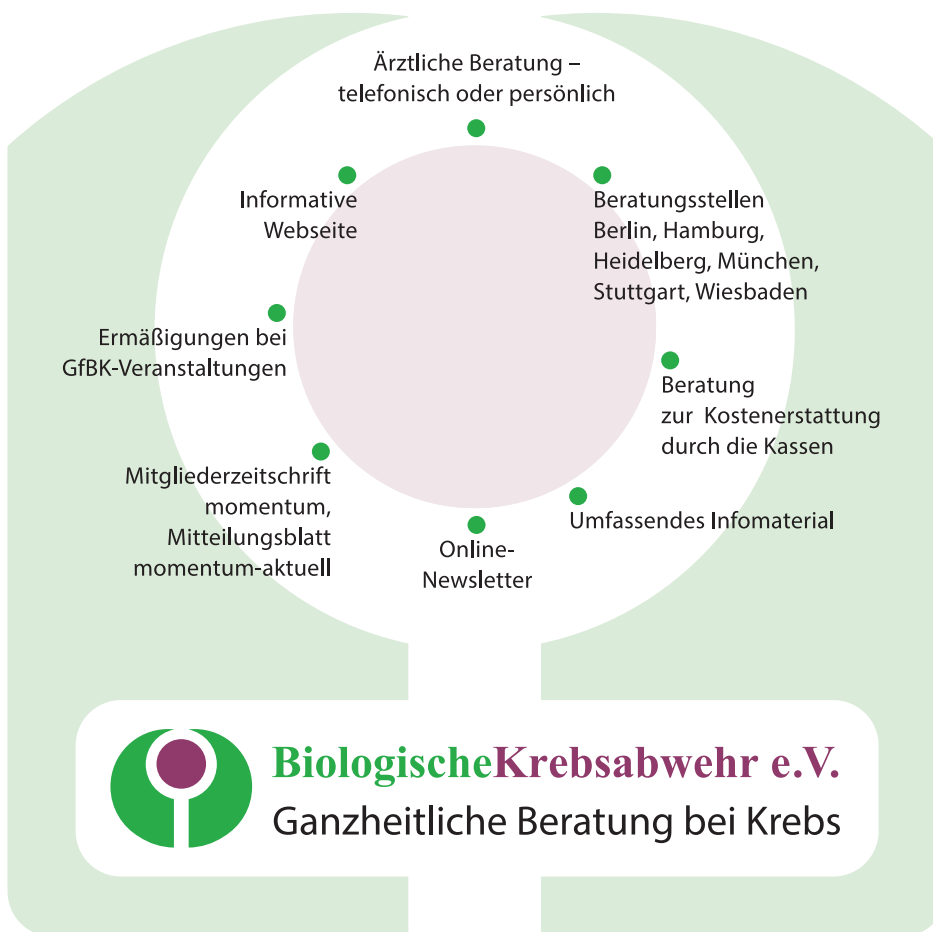 Ärztliche Beratung –
telefonisch oder persönlich
Beratungsstellen
Berlin, Hamburg,
Heidelberg, München,
Stuttgart, Wiesbaden
Beratung
zur Kostenerstattung
durch die Kassen
Umfassendes Infomaterial
Online-
Newsletter
Mitgliederzeitschrift
momentum,
Mitteilungsblatt
momentum-aktuell
Ermäßigungen bei
GfBK-Veranstaltungen
Informative
Webseite
BiologischeKrebsabwehr e.V.
Ganzheitliche Beratung bei Krebs